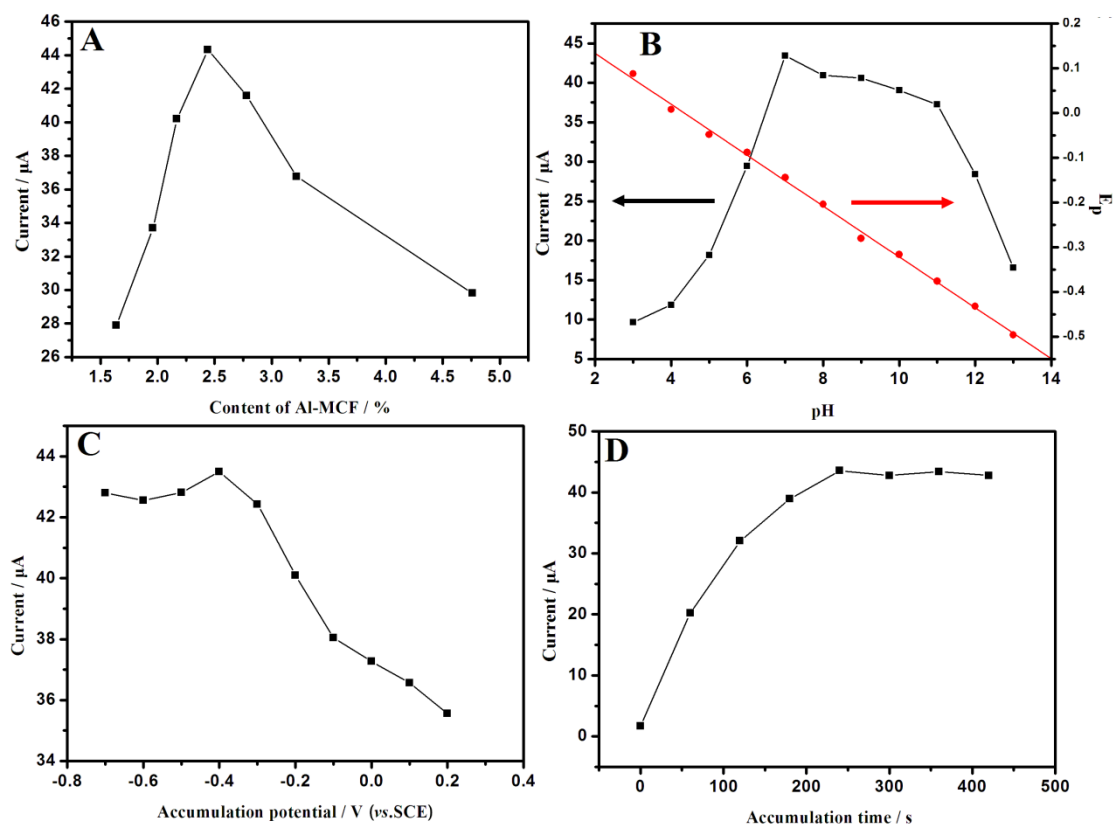 A
46
44
42
40
38
36
34
32
30
28
26
Current / μA
1.5 2.0 2.5 3.0 3.5 4.0 4.5 5.0
Content of Al-MCF / %
B
45
40
35
30
25
20
15
10
5
Current / μA
0.2
0.1
0.0
-0.1
-0.2
-0.3
-0.4
-0.5
Ep
2 4 6 8 10 12 14
pH
C
44
42
40
38
36
34
Current / μA
-0.8 -0.6 -0.4 -0.2 0.0 0.2 0.4
Accumulation potential / V (vs.SCE)
D
50
40
30
20
10
0
Current / μA
0 100 200 300 400 500
Accumulation time / s